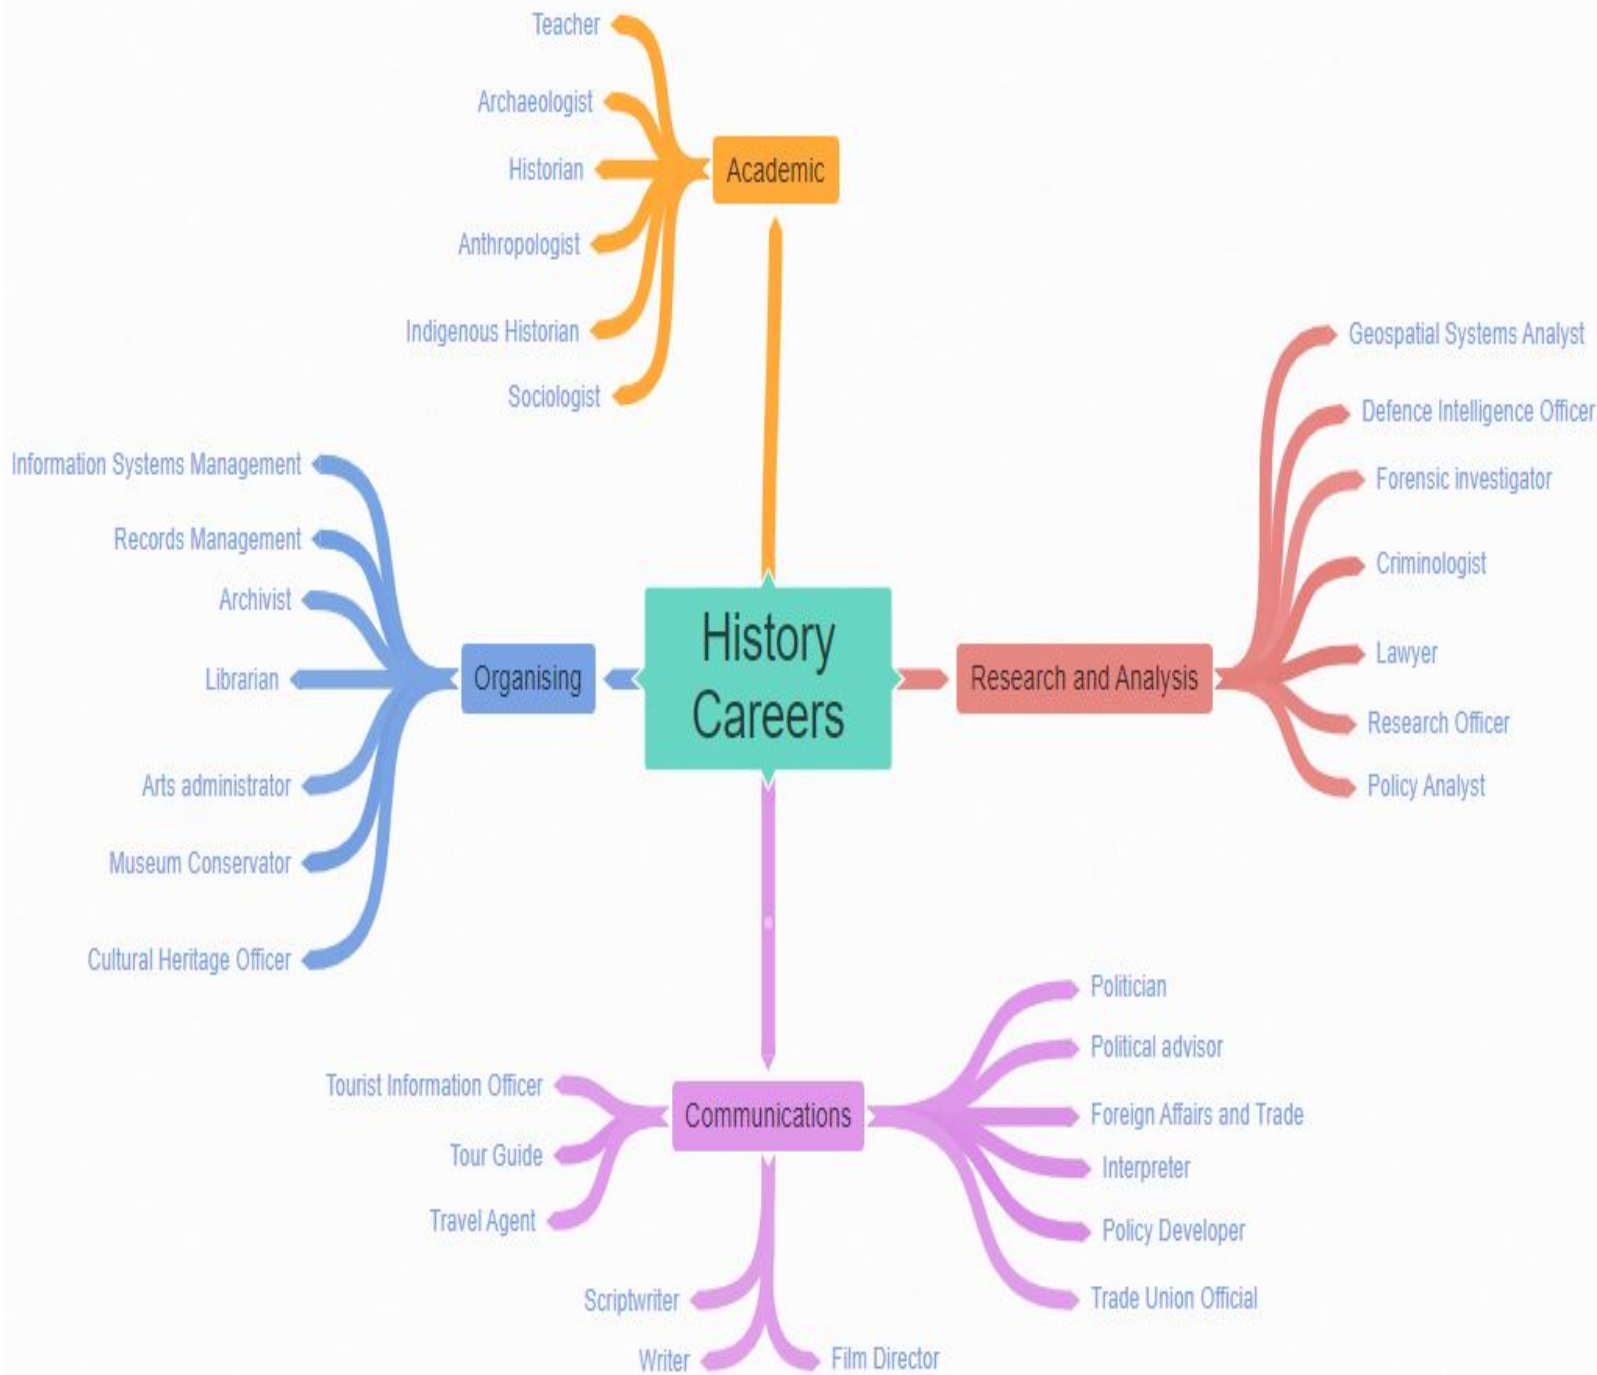 Teacher
Archaeologist
Historian
Anthropologist
Indigenous Historian
Sociologist
Academic
Geospatial Systems Analyst
Defence Intelligence Officer
Forensic investigator
Criminologist
Lawyer
Research Officer
Policy Analyst
Research and Analysis
History
Careers
Organising
Information Systems Management
Records Management
Archivist
Librarian
Arts administrator
Museum Conservator
Cultural Heritage Officer
Communications
Tourist Information Officer
Tour Guide
Travel Agent
Scriptwriter
Writer
Film Director
Politician
Political advisor
Foreign Affairs and Trade
Interpreter
Policy Developer
Trade Union Official